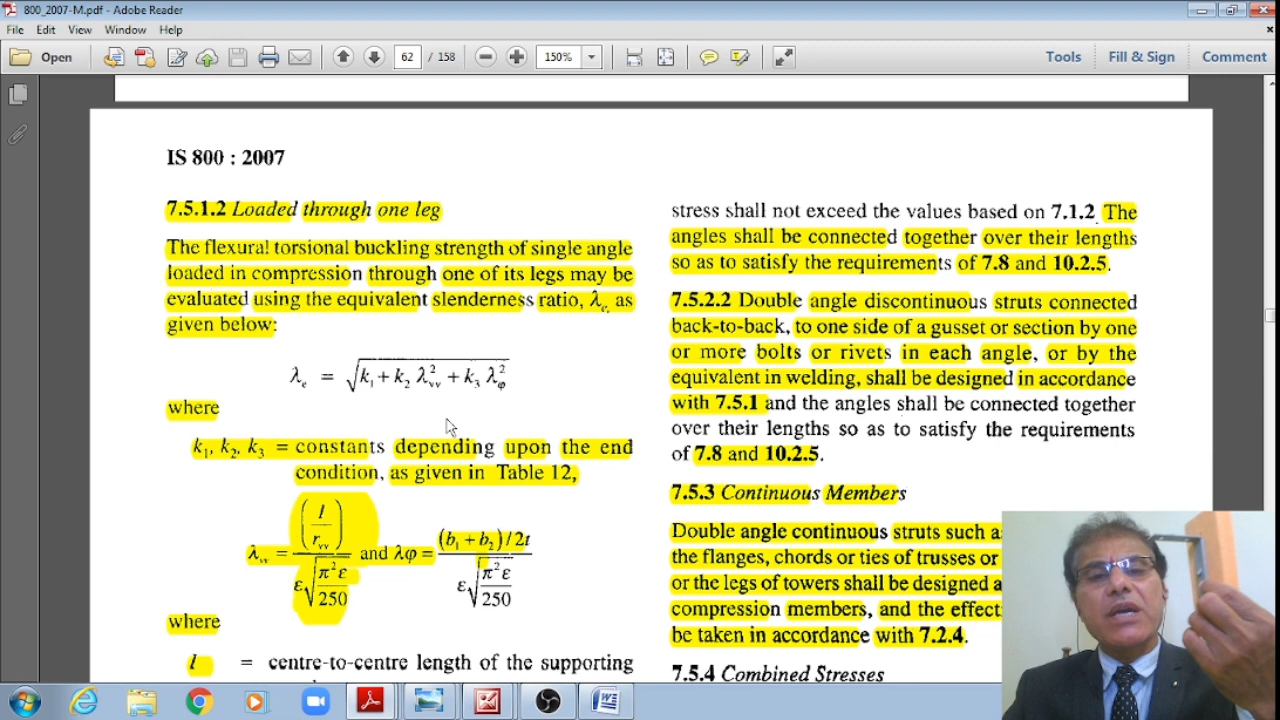 800_2007-M.pdf - Adobe Reader
File Edit View Window Help
Open 62 / 158 150% Tools Fill & Sign Comment
IS 800 : 2007
7.5.1.2 Loaded through one leg
The flexural torsional buckling strength of single angle
loaded in compression through one of its legs may be
evaluated using the equivalent slenderness ratio, λe, as
given below:
λe = √(k1 + k2 λvv² + k3 λφ²)
where
k1, k2, k3 = constants depending upon the end
condition, as given in Table 12,
λvv = (l / rvv) / (ε √(π²ε / 250)) and λφ = (b1 + b2) / 2t / (ε √(π²ε / 250))
where
l = centre-to-centre length of the supporting
stress shall not exceed the values based on 7.1.2. The
angles shall be connected together over their lengths
so as to satisfy the requirements of 7.8 and 10.2.5.
7.5.2.2 Double angle discontinuous struts connected
back-to-back, to one side of a gusset or section by one
or more bolts or rivets in each angle, or by the
equivalent in welding, shall be designed in accordance
with 7.5.1 and the angles shall be connected together
over their lengths so as to satisfy the requirements
of 7.8 and 10.2.5.
7.5.3 Continuous Members
Double angle continuous struts such as
the flanges, chords or ties of trusses or
or the legs of towers shall be designed a
compression members, and the effect
be taken in accordance with 7.2.4.
7.5.4 Combined Stresses